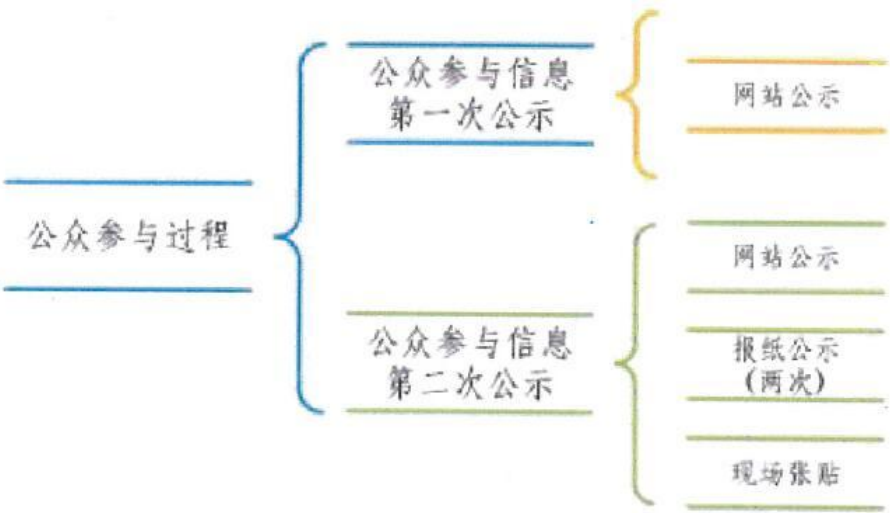 公众参与过程
公众参与信息
第一次公示
网站公示
公众参与信息
第二次公示
网站公示
报纸公示
(两次)
现场张贴